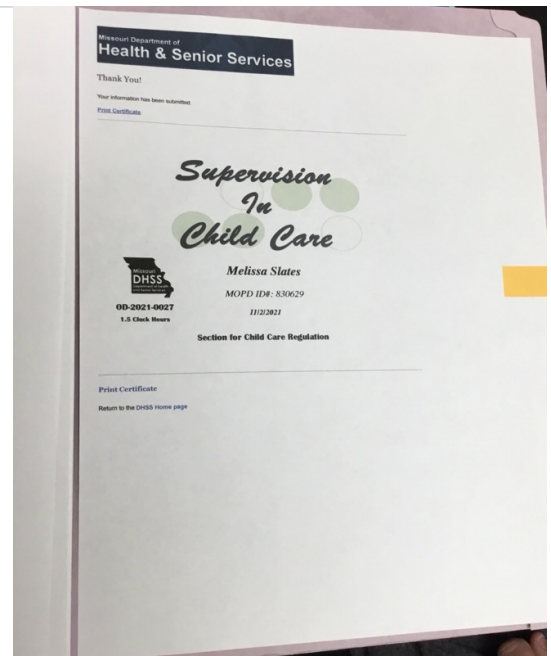 Missouri Department of
Health & Senior Services
Thank You!
Your information has been submitted.
Print Certificate
Supervision
In
Child Care
Missouri
DHSS
Melissa Slates
MOPD ID#: 830629
OD-2021-0027
11/2/2021
1.5 Clock Hours
Section for Child Care Regulation
Print Certificate
Return to the DHSS Home page